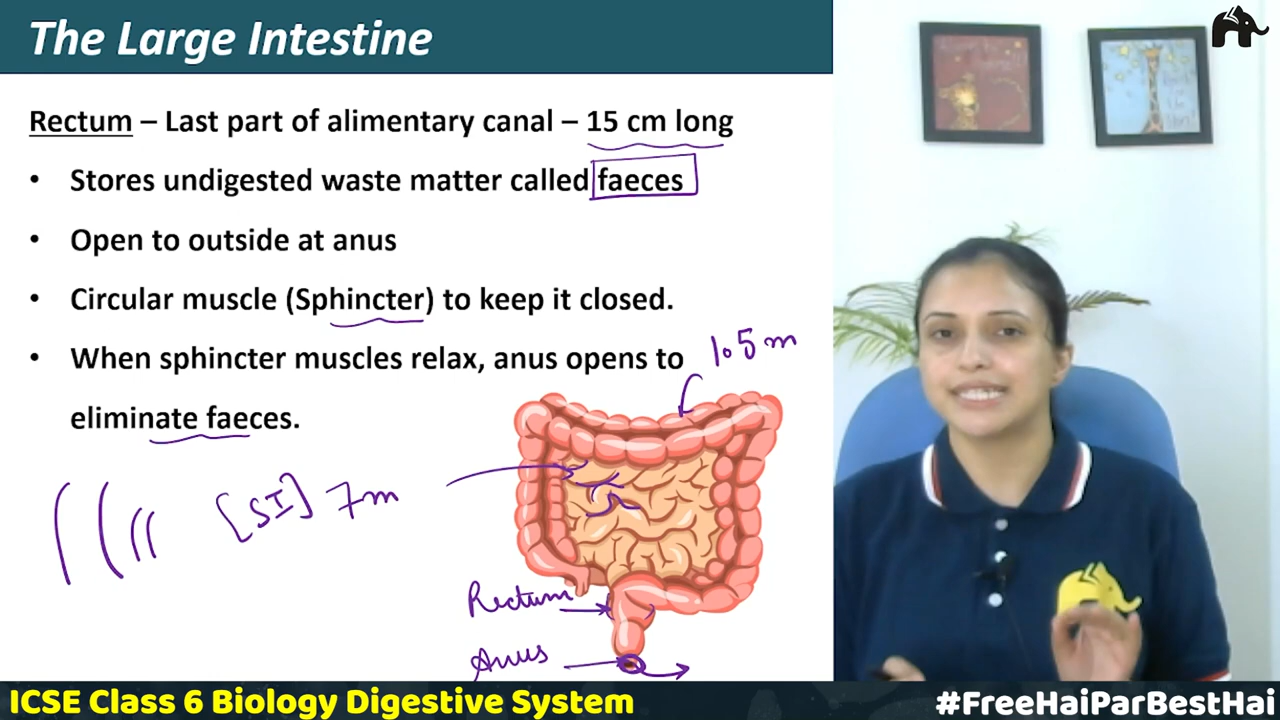 The Large Intestine
Rectum – Last part of alimentary canal – 15 cm long
• Stores undigested waste matter called faeces
• Open to outside at anus
• Circular muscle (Sphincter) to keep it closed.
• When sphincter muscles relax, anus opens to
eliminate faeces.
1.5 m
[SI] 7m
Rectum
Anus
ICSE Class 6 Biology Digestive System
#FreeHaiParBestHai